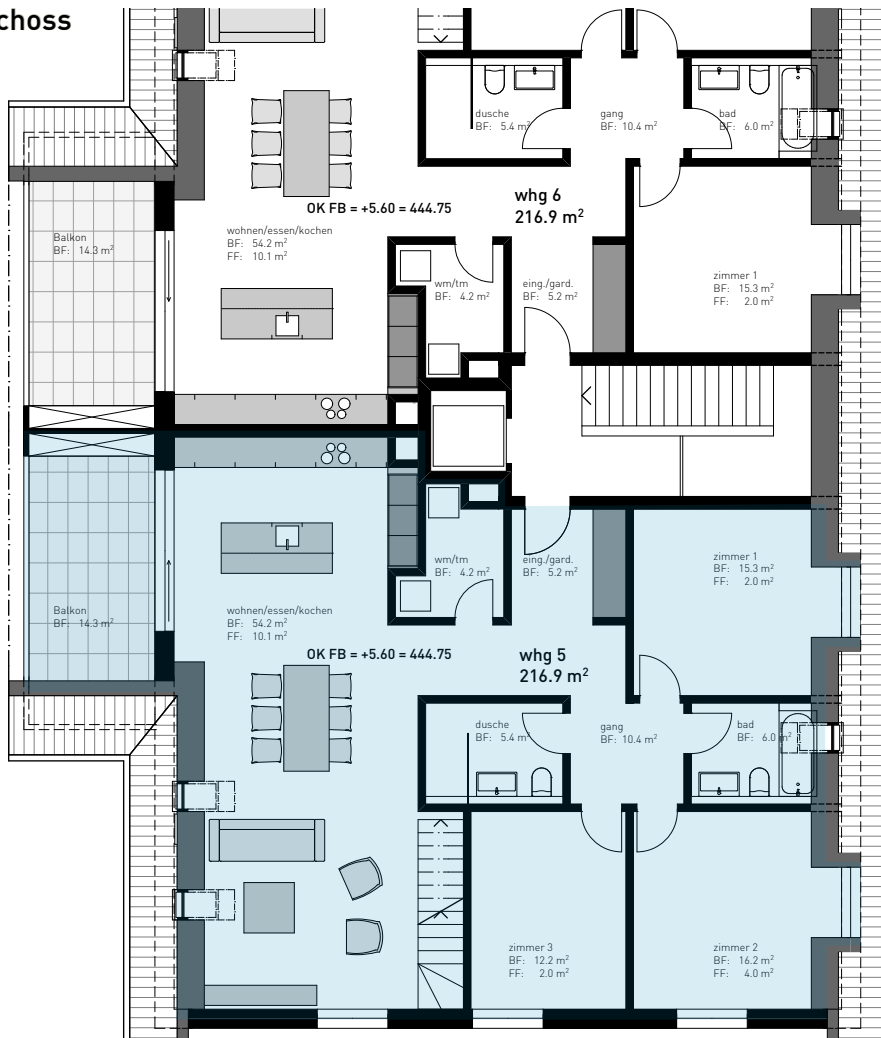 choss
dusche
BF: 5.4 m²
gang
BF: 10.4 m²
bad
BF: 6.0 m²
whg 6
216.9 m²
OK FB = +5.60 = 444.75
wohnen/essen/kochen
BF: 54.2 m²
FF: 10.1 m²
Balkon
BF: 14.3 m²
wm/tm
BF: 4.2 m²
eing./gard.
BF: 5.2 m²
zimmer 1
BF: 15.3 m²
FF: 2.0 m²
wm/tm
BF: 4.2 m²
eing./gard.
BF: 5.2 m²
zimmer 1
BF: 15.3 m²
FF: 2.0 m²
Balkon
BF: 14.3 m²
wohnen/essen/kochen
BF: 54.2 m²
FF: 10.1 m²
OK FB = +5.60 = 444.75
whg 5
216.9 m²
dusche
BF: 5.4 m²
gang
BF: 10.4 m²
bad
BF: 6.0 m²
zimmer 3
BF: 12.2 m²
FF: 2.0 m²
zimmer 2
BF: 16.2 m²
FF: 4.0 m²